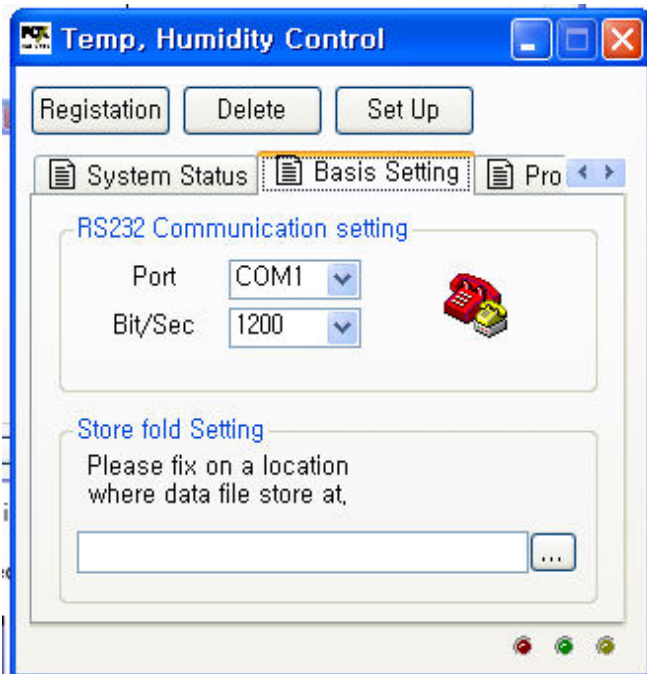 Temp, Humidity Control
Registation Delete Set Up
System Status Basis Setting Pro
RS232 Communication setting
Port COM1
Bit/Sec 1200
Store fold Setting
Please fix on a location
where data file store at,
...